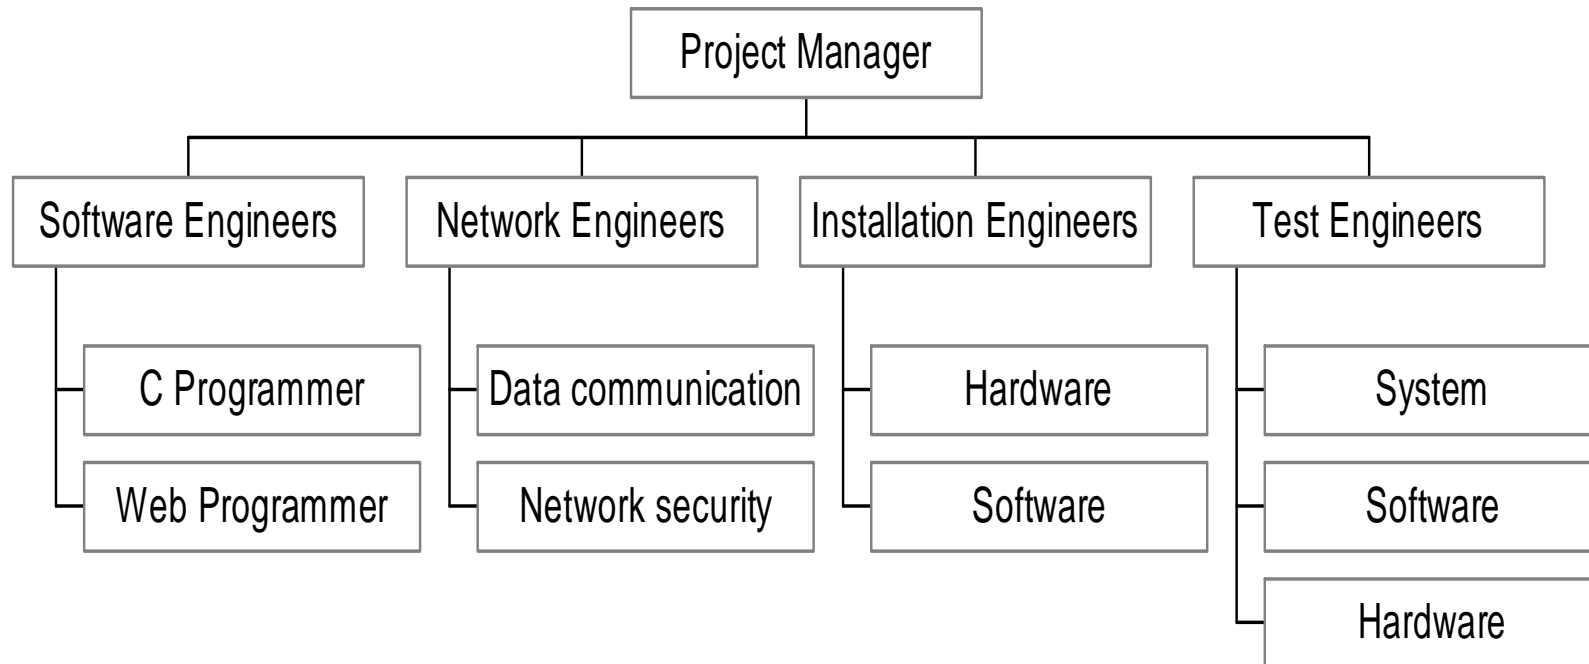 Project Manager
Software Engineers
Network Engineers
Installation Engineers
Test Engineers
C Programmer
Data communication
Hardware
System
Web Programmer
Network security
Software
Software
Hardware